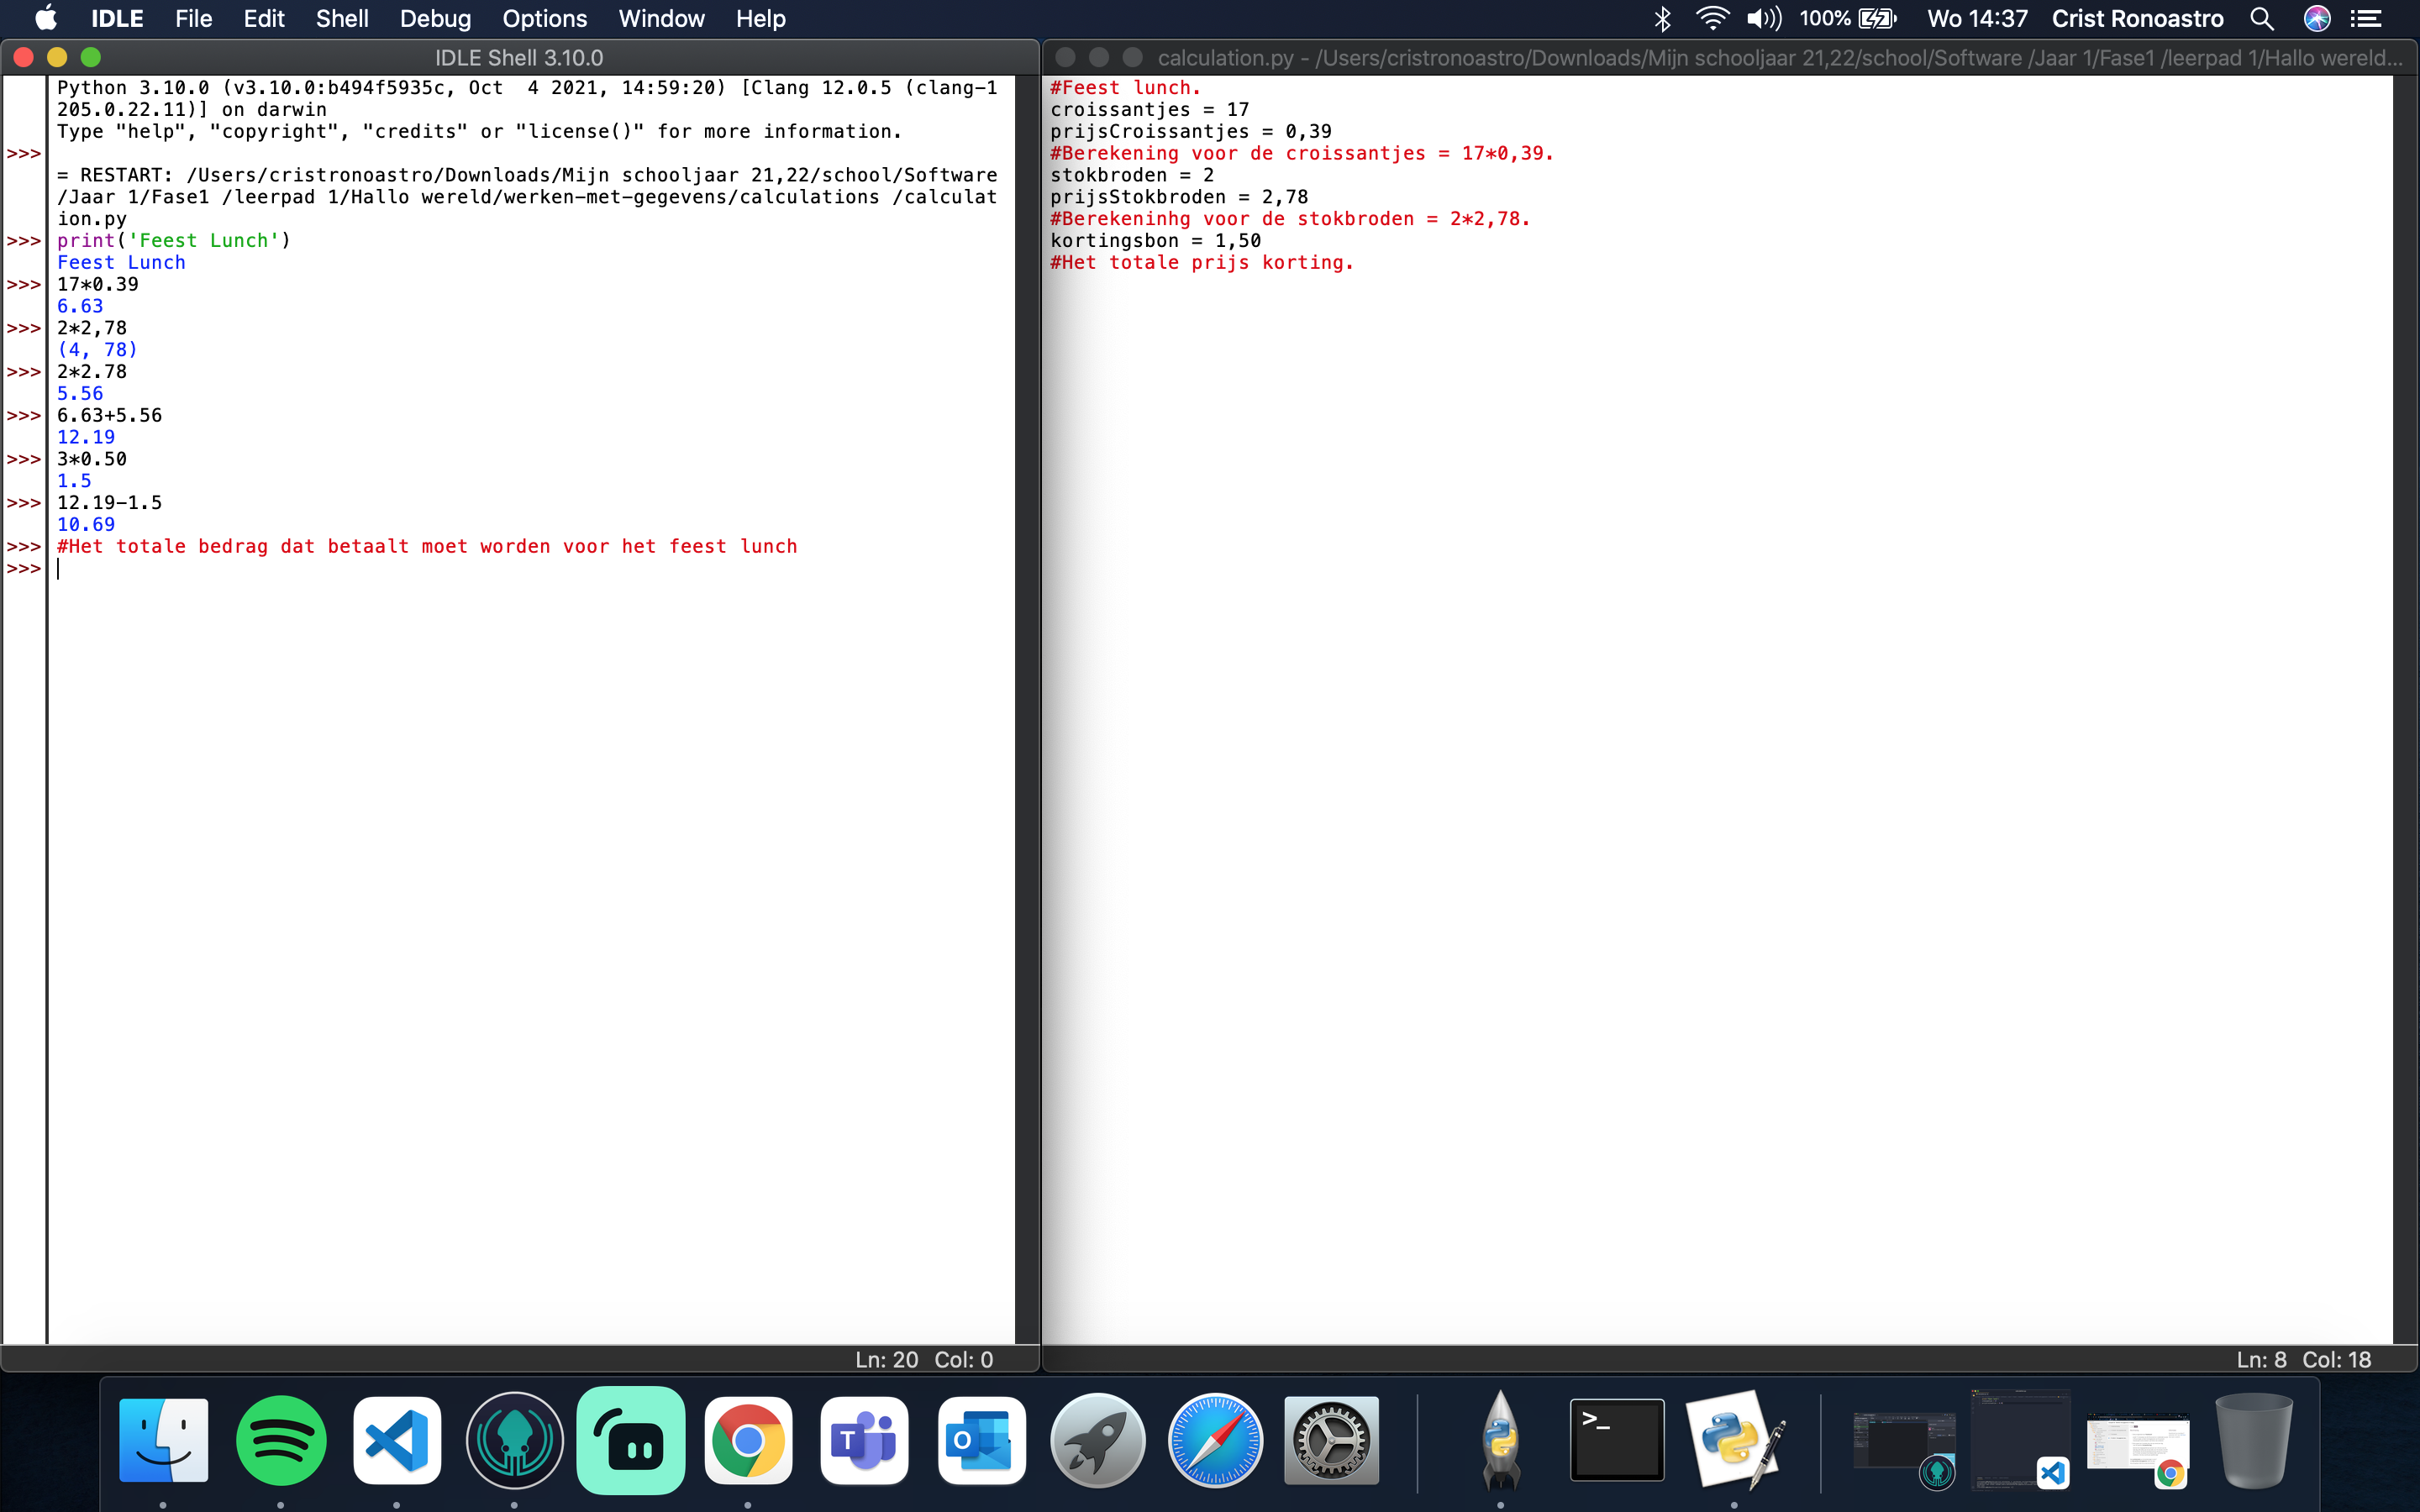 IDLE File Edit Shell Debug Options Window Help 100% Wo 14:37 Crist Ronoastro
IDLE Shell 3.10.0
Python 3.10.0 (v3.10.0:b494f5935c, Oct  4 2021, 14:59:20) [Clang 12.0.5 (clang-1
205.0.22.11)] on darwin
Type "help", "copyright", "credits" or "license()" for more information.
>>>
= RESTART: /Users/cristronoastro/Downloads/Mijn schooljaar 21,22/school/Software
/Jaar 1/Fase1 /leerpad 1/Hallo wereld/werken-met-gegevens/calculations /calculat
ion.py
>>> print('Feest Lunch')
Feest Lunch
>>> 17*0.39
6.63
>>> 2*2,78
(4, 78)
>>> 2*2.78
5.56
>>> 6.63+5.56
12.19
>>> 3*0.50
1.5
>>> 12.19-1.5
10.69
>>> #Het totale bedrag dat betaalt moet worden voor het feest lunch
>>>
Ln: 20 Col: 0
calculation.py - /Users/cristronoastro/Downloads/Mijn schooljaar 21,22/school/Software /Jaar 1/Fase1 /leerpad 1/Hallo wereld...
#Feest lunch.
croissantjes = 17
prijsCroissantjes = 0,39
#Berekening voor de croissantjes = 17*0,39.
stokbroden = 2
prijsStokbroden = 2,78
#Berekeninhg voor de stokbroden = 2*2,78.
kortingsbon = 1,50
#Het totale prijs korting.
Ln: 8 Col: 18
T
O
>_